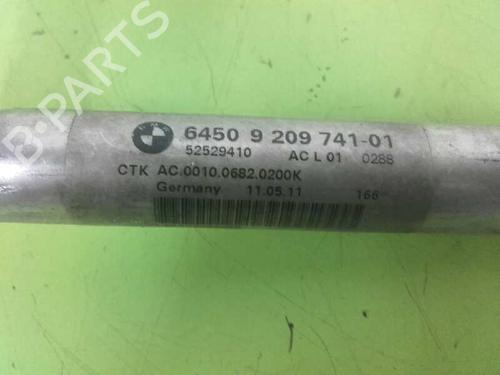 6450 9 209 741-01
52529410 AC L 01 0288
CTK AC.0010.0682.0200K
Germany 11.05.11 166
B-PARTS